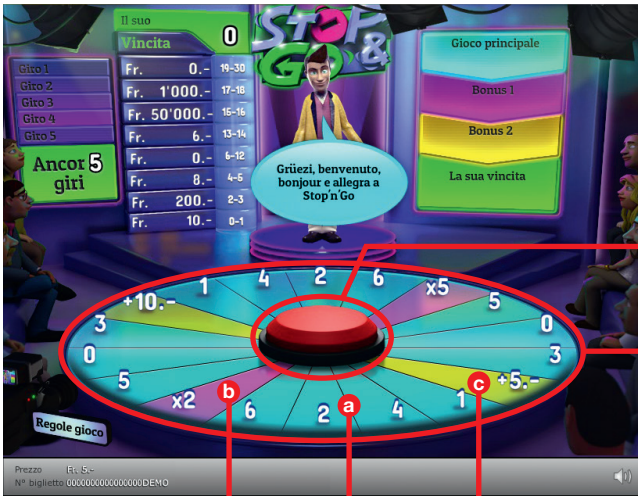 Il suo
Vincita 0
Fr. 0.- 19-30
Fr. 1'000.- 17-18
Fr. 50'000.- 15-16
Fr. 6.- 13-14
Fr. 0.- 6-12
Fr. 8.- 4-5
Fr. 200.- 2-3
Fr. 10.- 0-1
Giro 1
Giro 2
Giro 3
Giro 4
Giro 5
Ancor 5
giri
STOP
&
GO
Grüezi, benvenuto,
bonjour e allegra a
Stop'n'Go
Gioco principale
Bonus 1
Bonus 2
La sua vincita
+10.-
1
4
2
6
x5
5
0
3
+5.-
1
4
2
6
x2
5
0
3
a
b
c
Regole gioco
Prezzo Fr. 5.-
N° biglietto 0000000000000000DEMO